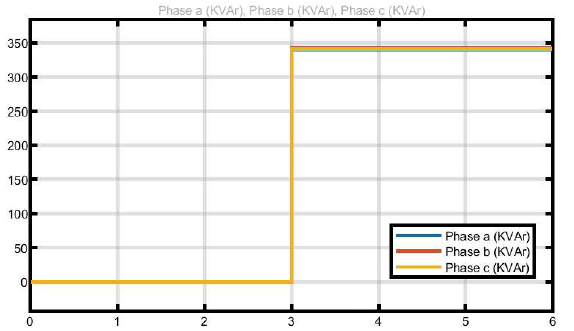 Phase a (KVAr), Phase b (KVAr), Phase c (KVAr)
350
300
250
200
150
100
50
0
Phase a (KVAr)
Phase b (KVAr)
Phase c (KVAr)
0 1 2 3 4 5 6